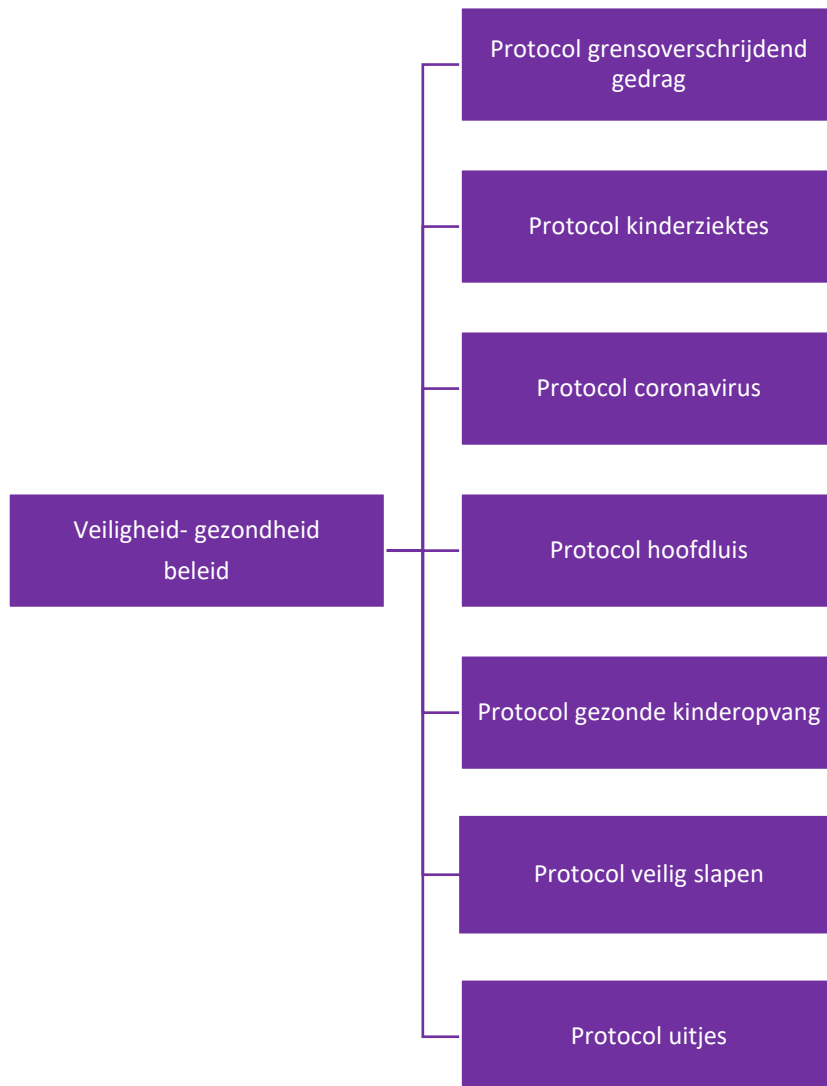 Protocol grensoverschrijdend
gedrag
Protocol kinderziektes
Protocol coronavirus
Veiligheid- gezondheid
beleid
Protocol hoofdluis
Protocol gezonde kinderopvang
Protocol veilig slapen
Protocol uitjes